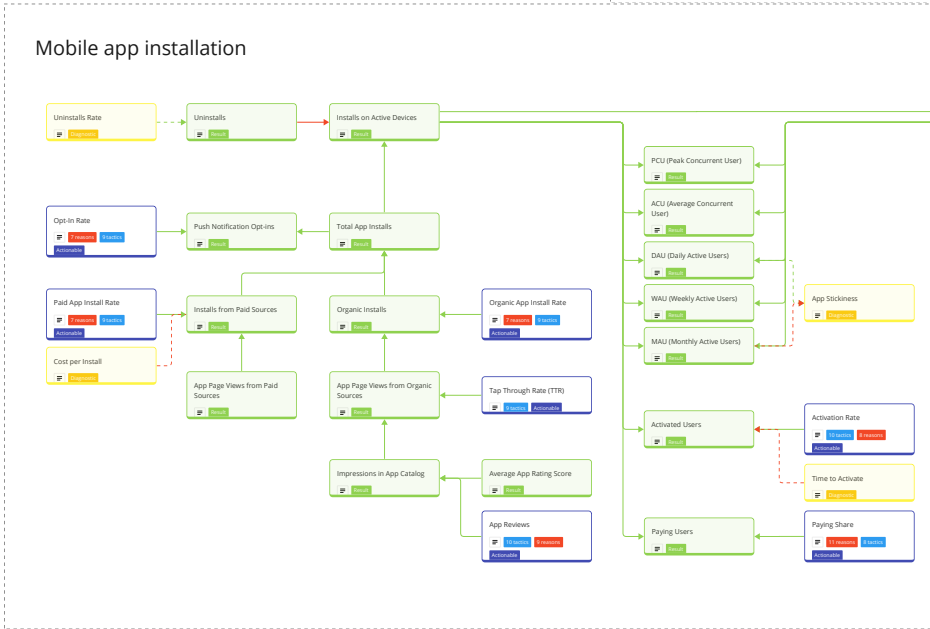 Mobile app installation
Uninstalls Rate
Diagnostic
Uninstalls
Result
Installs on Active Devices
Result
PCU (Peak Concurrent User)
Result
ACU (Average Concurrent
User)
Result
Opt-In Rate
7 reasons 9 tactics
Actionable
Push Notification Opt-ins
Result
Total App Installs
Result
DAU (Daily Active Users)
Result
Paid App Install Rate
7 reasons 9 tactics
Actionable
Installs from Paid Sources
Result
Organic Installs
Result
Organic App Install Rate
7 reasons 9 tactics
Actionable
WAU (Weekly Active Users)
Result
App Stickiness
Diagnostic
MAU (Monthly Active Users)
Result
Cost per Install
Diagnostic
App Page Views from Paid
Sources
Result
App Page Views from Organic
Sources
Result
Tap Through Rate (TTR)
9 tactics Actionable
Activated Users
Result
Activation Rate
10 tactics 8 reasons
Actionable
Impressions in App Catalog
Result
Average App Rating Score
Result
Time to Activate
Diagnostic
App Reviews
10 tactics 9 reasons
Actionable
Paying Users
Result
Paying Share
11 reasons 8 tactics
Actionable